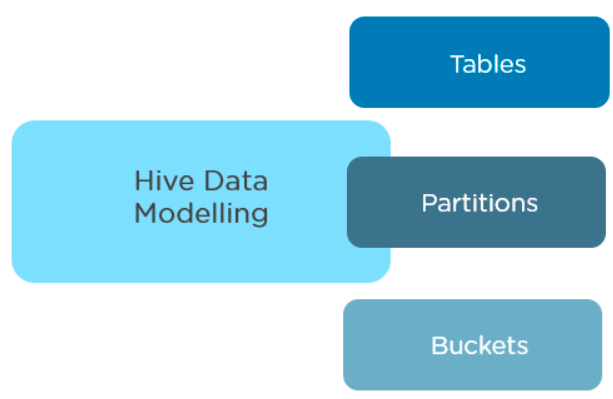 Tables
Hive Data
Modelling
Partitions
Buckets